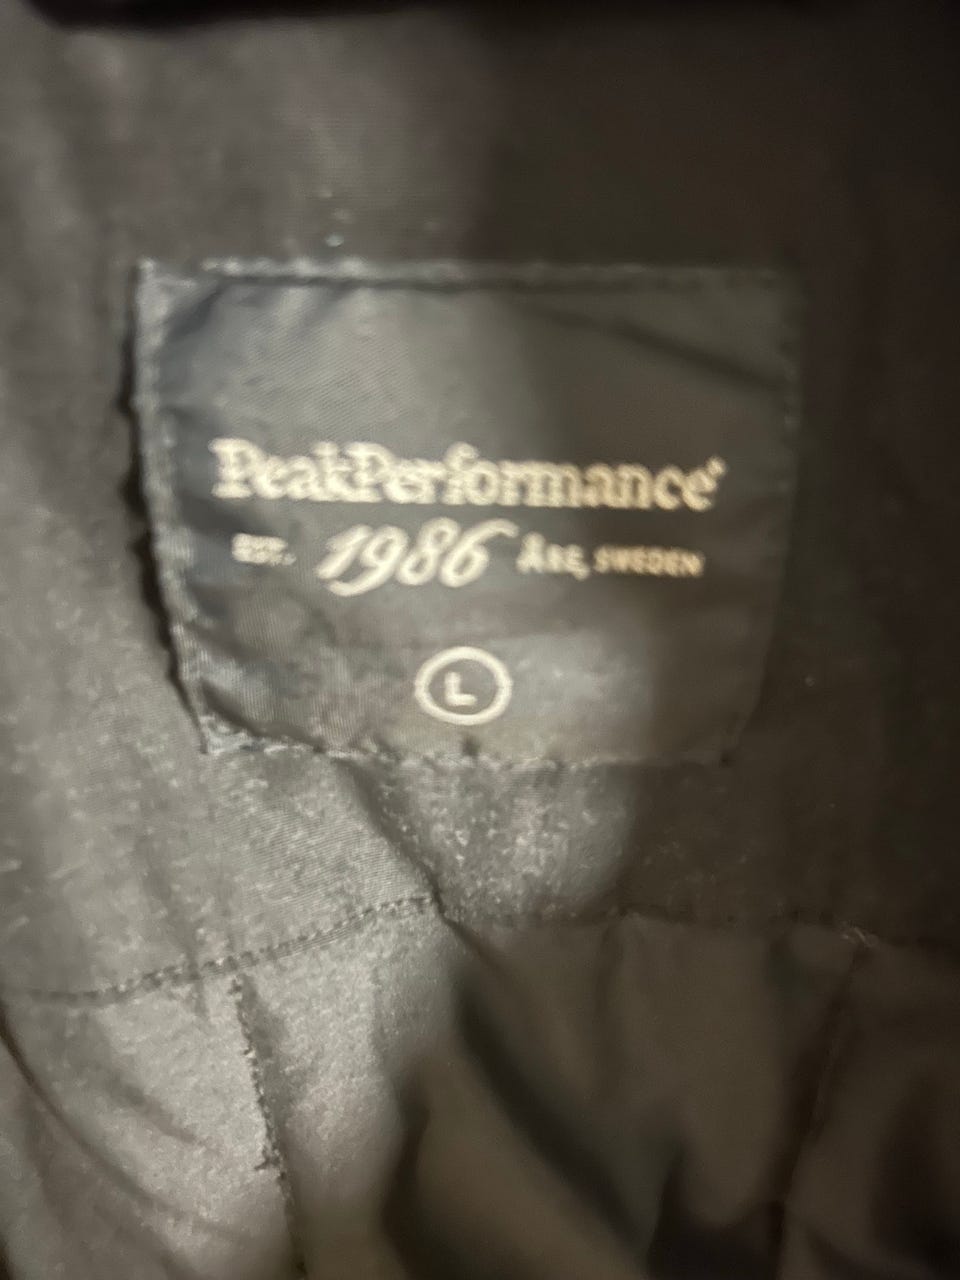 PeakPerformance®
EST. 1986 Åre, SWEDEN
L